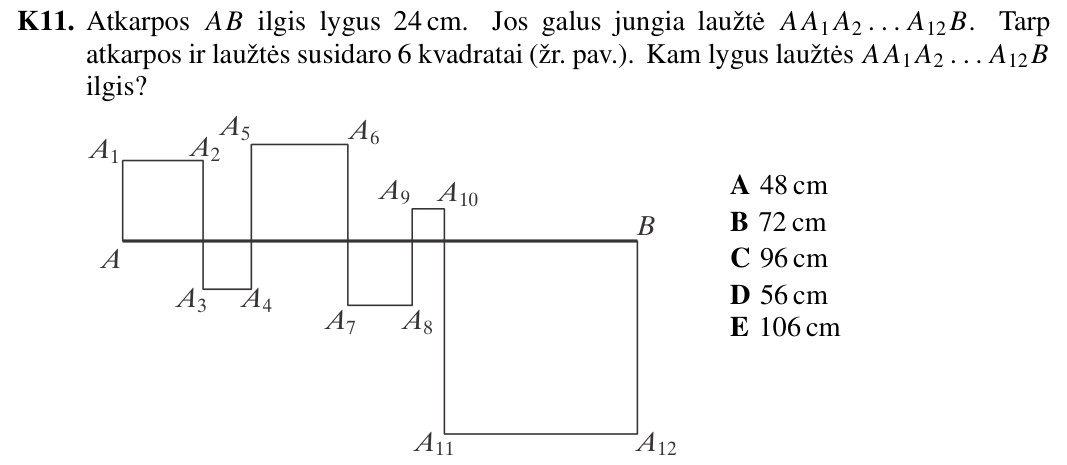 K11. Atkarpos AB ilgis lygus 24 cm. Jos galus jungia laužtė AA₁A₂...A₁₂B. Tarp
atkarpos ir laužtės susidaro 6 kvadratai (žr. pav.). Kam lygus laužtės AA₁A₂...A₁₂B
ilgis?
A₅
A₆
A₁
A₂
A₉
A₁₀
B
A
A₃
A₄
A₇
A₈
A₁₁
A₁₂
A 48 cm
B 72 cm
C 96 cm
D 56 cm
E 106 cm